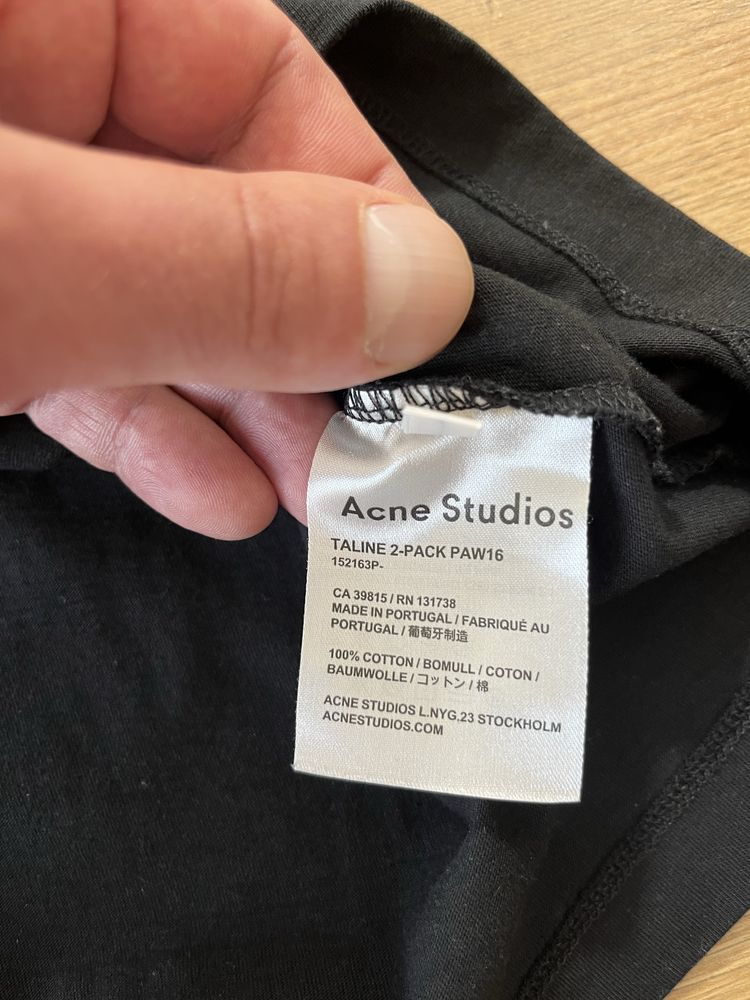 Acne Studios
TALINE 2-PACK PAW16
152163P-
CA 39815 / RN 131738
MADE IN PORTUGAL / FABRIQUÉ AU
PORTUGAL / 葡萄牙制造
100% COTTON / BOMULL / COTON /
BAUMWOLLE / コットン / 棉
ACNE STUDIOS L.NYG.23 STOCKHOLM
ACNESTUDIOS.COM